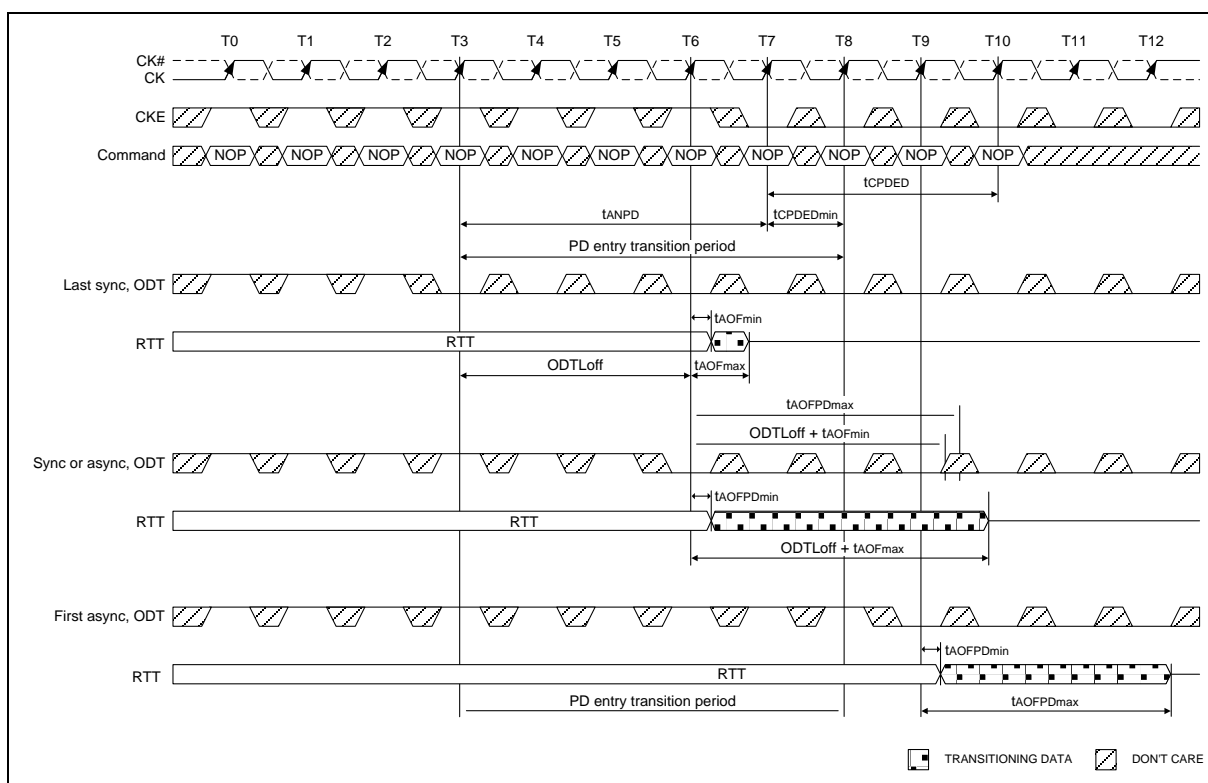 T0 T1 T2 T3 T4 T5 T6 T7 T8 T9 T10 T11 T12
CK#
CK
CKE
Command NOP NOP NOP NOP NOP NOP NOP NOP NOP NOP NOP
tCPDED
tANPD tCPDEDmin
PD entry transition period
Last sync, ODT
tAOFmin
RTT RTT
ODTLoff tAOFmax
tAOFPDmax
ODTLoff + tAOFmin
Sync or async, ODT
tAOFPDmin
RTT RTT
ODTLoff + tAOFmax
First async, ODT
tAOFPDmin
RTT RTT
PD entry transition period tAOFPDmax
TRANSITIONING DATA DON'T CARE